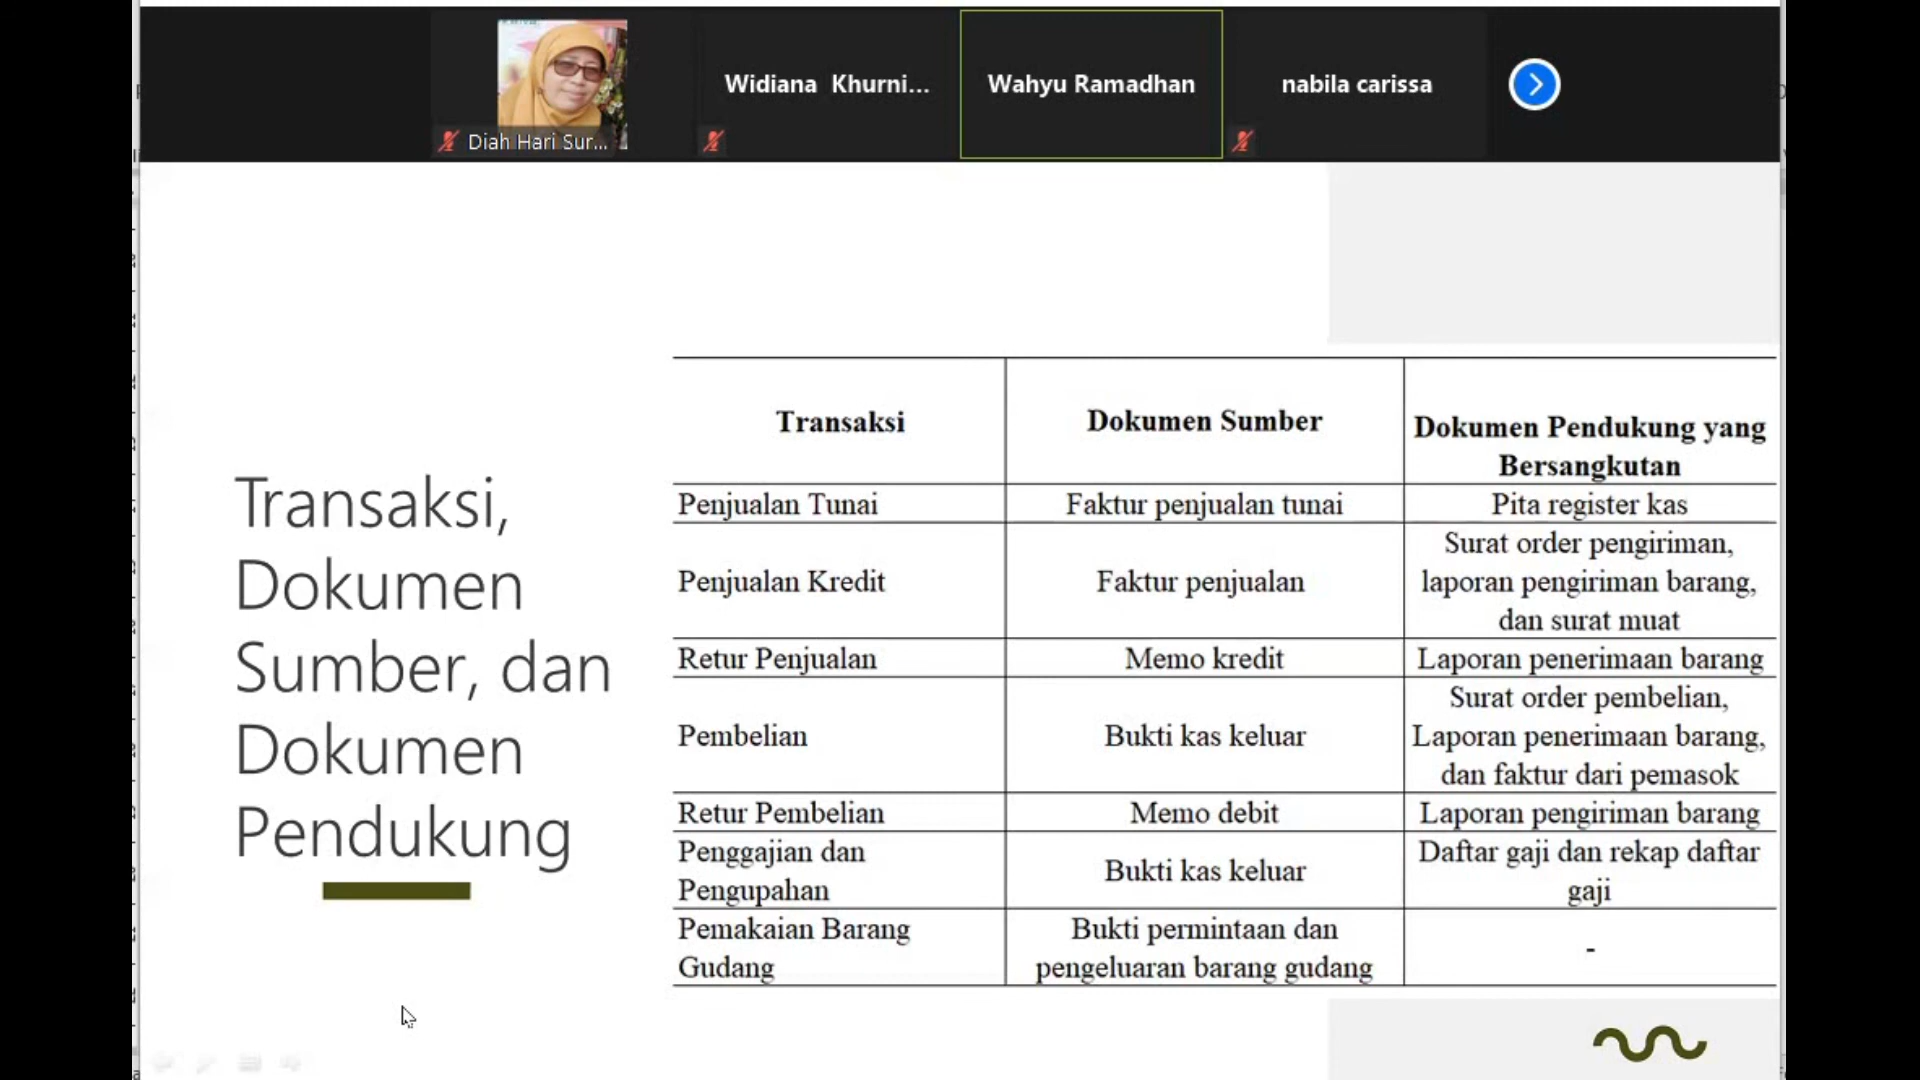 Diah Hari Sur...
Widiana Khurni...
Wahyu Ramadhan
nabila carissa
Transaksi,
Dokumen
Sumber, dan
Dokumen
Pendukung
Transaksi
Dokumen Sumber
Dokumen Pendukung yang
Bersangkutan
Penjualan Tunai
Faktur penjualan tunai
Pita register kas
Penjualan Kredit
Faktur penjualan
Surat order pengiriman,
laporan pengiriman barang,
dan surat muat
Retur Penjualan
Memo kredit
Laporan penerimaan barang
Pembelian
Bukti kas keluar
Surat order pembelian,
Laporan penerimaan barang,
dan faktur dari pemasok
Retur Pembelian
Memo debit
Laporan pengiriman barang
Penggajian dan
Pengupahan
Bukti kas keluar
Daftar gaji dan rekap daftar
gaji
Pemakaian Barang
Gudang
Bukti permintaan dan
pengeluaran barang gudang
-